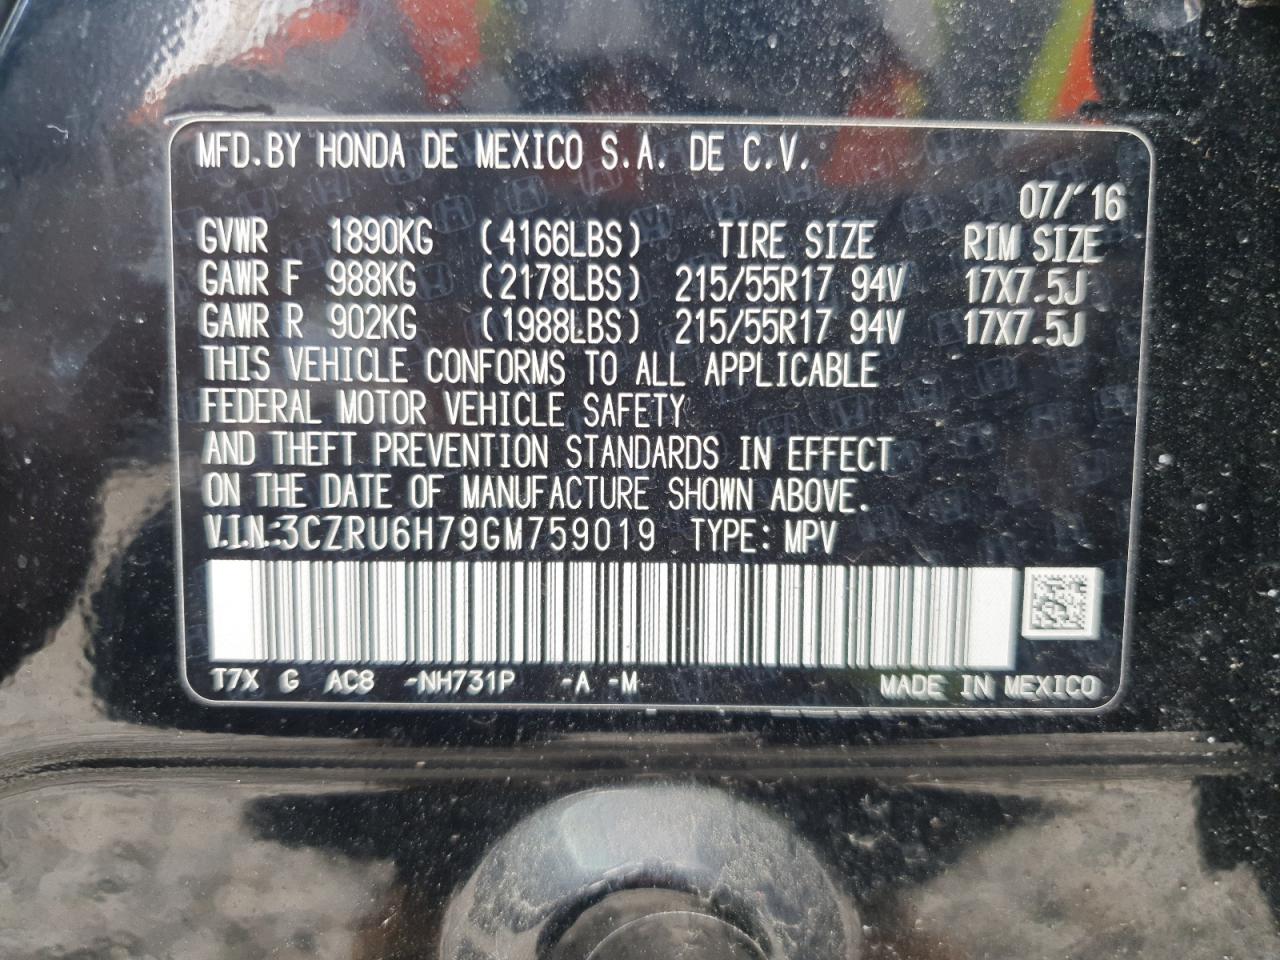 MFD.BY HONDA DE MEXICO S.A. DE C.V.
07/'16
GVWR 1890KG (4166LBS) TIRE SIZE RIM SIZE
GAWR F 988KG (2178LBS) 215/55R17 94V 17X7.5J
GAWR R 902KG (1988LBS) 215/55R17 94V 17X7.5J
THIS VEHICLE CONFORMS TO ALL APPLICABLE
FEDERAL MOTOR VEHICLE SAFETY
AND THEFT PREVENTION STANDARDS IN EFFECT
ON THE DATE OF MANUFACTURE SHOWN ABOVE.
V.I.N:3CZRU6H79GM759019 TYPE: MPV
T7X G AC8 -NH731P -A -M MADE IN MEXICO